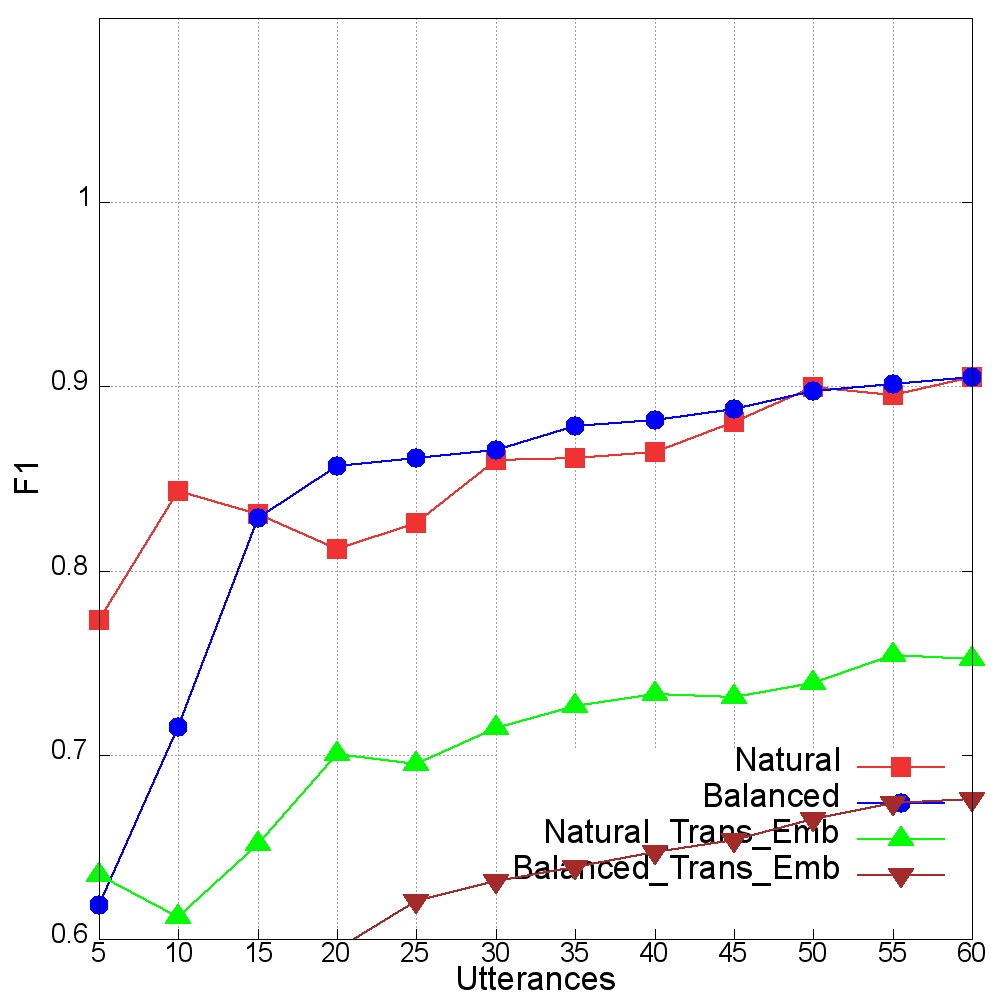 1
0.9
0.8
0.7
0.6
F1
Natural
Balanced
Natural_Trans_Emb
Balanced_Trans_Emb
5 10 15 20 25 30 35 40 45 50 55 60
Utterances